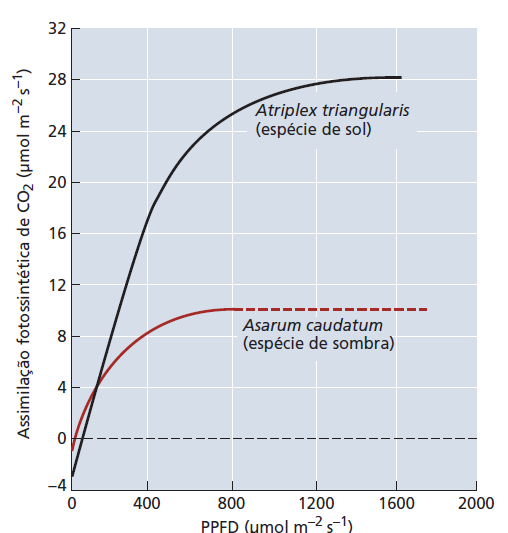 32
28
24
20
16
12
8
4
0
–4
Assimilação fotossintética de CO₂ (µmol m⁻² s⁻¹)
Atriplex triangularis
(espécie de sol)
Asarum caudatum
(espécie de sombra)
0 400 800 1200 1600 2000
PPFD (µmol m⁻² s⁻¹)